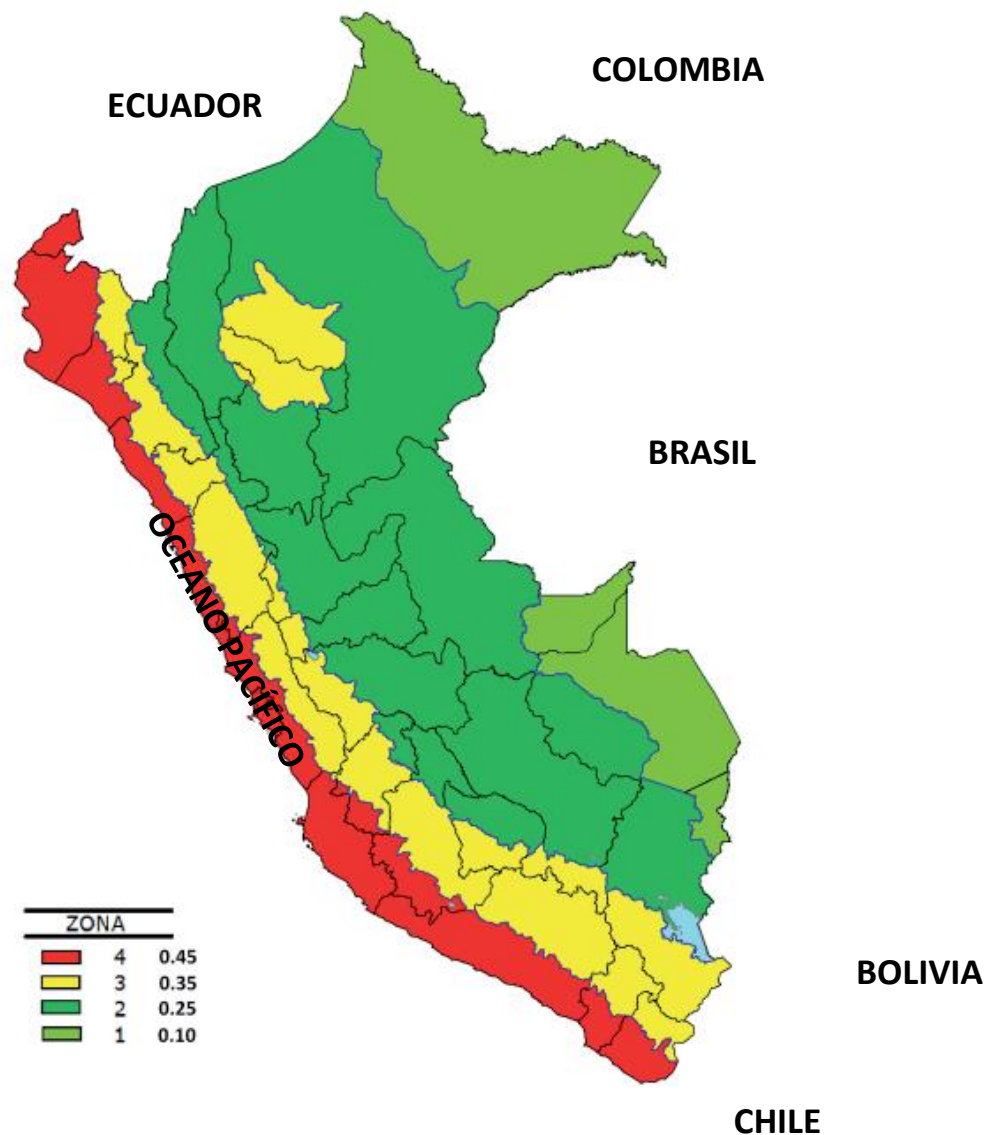 COLOMBIA
ECUADOR
BRASIL
OCEANO PACÍFICO
ZONA
4 0.45
3 0.35
2 0.25
1 0.10
BOLIVIA
CHILE